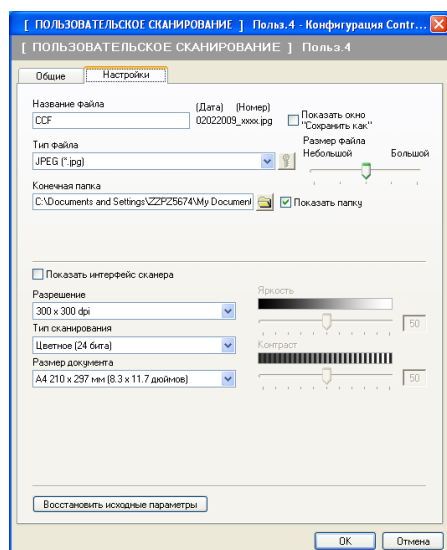 [ ПОЛЬЗОВАТЕЛЬСКОЕ СКАНИРОВАНИЕ ] Польз.4 - Конфигурация Contr...
[ ПОЛЬЗОВАТЕЛЬСКОЕ СКАНИРОВАНИЕ ] Польз.4
Общие Настройки
Название файла (Дата) (Номер)
CCF 02022009_xxxx.jpg Показать окно "Сохранить как"
Тип файла Размер файла
Небольшой Большой
JPEG (*.jpg)
Конечная папка
C:\Documents and Settings\ZZPZ5674\My Document Показать папку
Показать интерфейс сканера
Разрешение Яркость
300 x 300 dpi 50
Тип сканирования
Цветное (24 бита) Контраст
Размер документа
A4 210 x 297 мм (8.3 x 11.7 дюймов) 50
Восстановить исходные параметры
OK Отмена